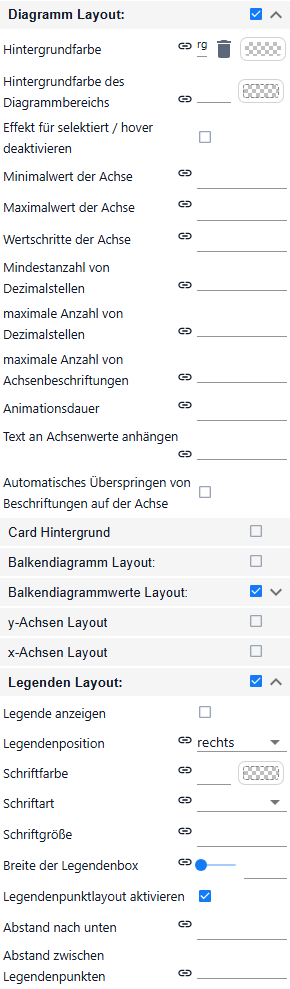 Diagramm Layout:
Hintergrundfarbe rg
Hintergrundfarbe des
Diagrammbereichs
Effekt für selektiert / hover
deaktivieren
Minimalwert der Achse
Maximalwert der Achse
Wertschritte der Achse
Mindestanzahl von
Dezimalstellen
maximale Anzahl von
Dezimalstellen
maximale Anzahl von
Achsenbeschriftungen
Animationsdauer
Text an Achsenwerte anhängen
Automatisches Überspringen von
Beschriftungen auf der Achse
Card Hintergrund
Balkendiagramm Layout:
Balkendiagrammwerte Layout:
y-Achsen Layout
x-Achsen Layout
Legenden Layout:
Legende anzeigen
Legendenposition rechts
Schriftfarbe
Schriftart
Schriftgröße
Breite der Legendenbox
Legendenpunktlayout aktivieren
Abstand nach unten
Abstand zwischen
Legendenpunkten